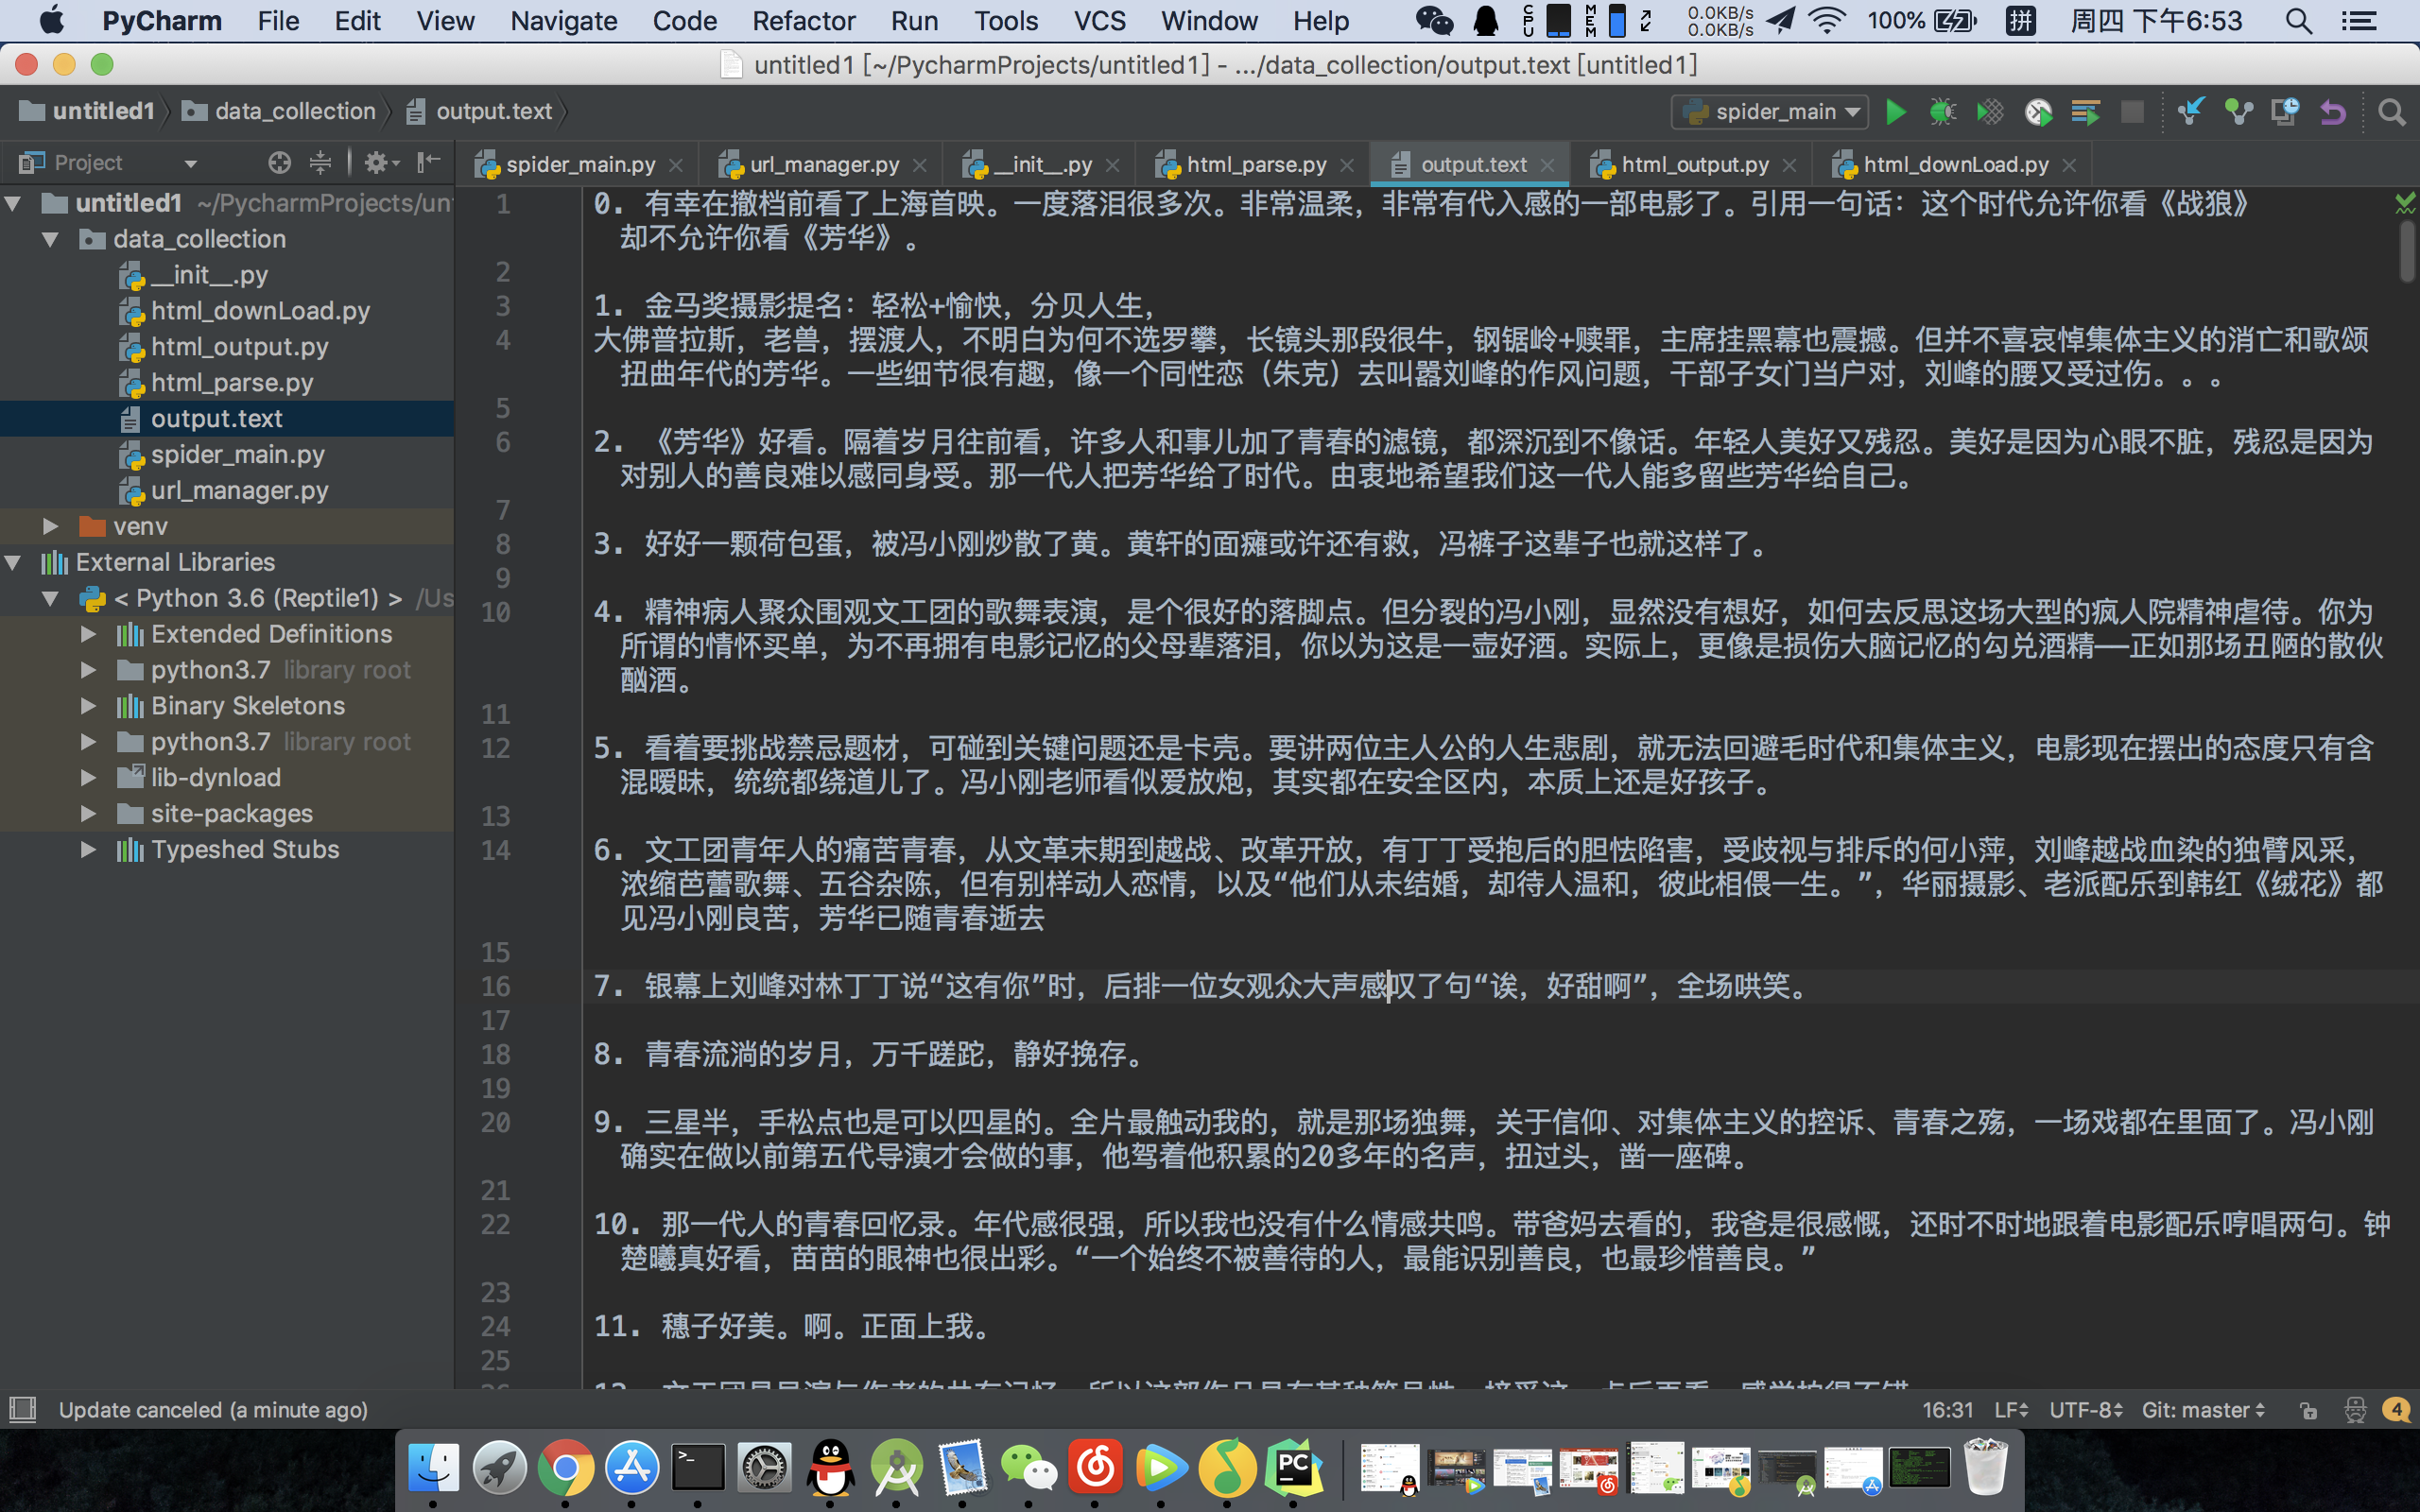 PyCharm File Edit View Navigate Code Refactor Run Tools VCS Window Help CPU MEM 0.0KB/s 0.0KB/s 100% 拼 周四 下午6:53
untitled1 [~/PycharmProjects/untitled1] - .../data_collection/output.text [untitled1]
untitled1 data_collection output.text spider_main
Project spider_main.py url_manager.py __init__.py html_parse.py output.text html_output.py html_downLoad.py
untitled1 ~/PycharmProjects/un
data_collection
__init__.py
html_downLoad.py
html_output.py
html_parse.py
output.text
spider_main.py
url_manager.py
venv
External Libraries
< Python 3.6 (Reptile1) > /Us
Extended Definitions
python3.7 library root
Binary Skeletons
python3.7 library root
lib-dynload
site-packages
Typeshed Stubs
1 0. 有幸在撤档前看了上海首映。一度落泪很多次。非常温柔，非常有代入感的一部电影了。引用一句话：这个时代允许你看《战狼》
却不允许你看《芳华》。
2
3 1. 金马奖摄影提名：轻松+愉快，分贝人生，
4 大佛普拉斯，老兽，摆渡人，不明白为何不选罗攀，长镜头那段很牛，钢锯岭+赎罪，主席挂黑幕也震撼。但并不喜哀悼集体主义的消亡和歌颂
扭曲年代的芳华。一些细节很有趣，像一个同性恋（朱克）去叫嚣刘峰的作风问题，干部子女门当户对，刘峰的腰又受过伤。。。
5
6 2. 《芳华》好看。隔着岁月往前看，许多人和事儿加了青春的滤镜，都深沉到不像话。年轻人美好又残忍。美好是因为心眼不脏，残忍是因为
对别人的善良难以感同身受。那一代人把芳华给了时代。由衷地希望我们这一代人能多留些芳华给自己。
7
8 3. 好好一颗荷包蛋，被冯小刚炒散了黄。黄轩的面瘫或许还有救，冯裤子这辈子也就这样了。
9
10 4. 精神病人聚众围观文工团的歌舞表演，是个很好的落脚点。但分裂的冯小刚，显然没有想好，如何去反思这场大型的疯人院精神虐待。你为
所谓的情怀买单，为不再拥有电影记忆的父母辈落泪，你以为这是一壶好酒。实际上，更像是损伤大脑记忆的勾兑酒精——正如那场丑陋的散伙
酗酒。
11
12 5. 看着要挑战禁忌题材，可碰到关键问题还是卡壳。要讲两位主人公的人生悲剧，就无法回避毛时代和集体主义，电影现在摆出的态度只有含
混暧昧，统统都绕道儿了。冯小刚老师看似爱放炮，其实都在安全区内，本质上还是好孩子。
13
14 6. 文工团青年人的痛苦青春，从文革末期到越战、改革开放，有丁丁受抱后的胆怯陷害，受歧视与排斥的何小萍，刘峰越战血染的独臂风采，
浓缩芭蕾歌舞、五谷杂陈，但有别样动人恋情，以及“他们从未结婚，却待人温和，彼此相偎一生。”，华丽摄影、老派配乐到韩红《绒花》都
见冯小刚良苦，芳华已随青春逝去
15
16 7. 银幕上刘峰对林丁丁说“这有你”时，后排一位女观众大声感叹了句“诶，好甜啊”，全场哄笑。
17
18 8. 青春流淌的岁月，万千蹉跎，静好挽存。
19
20 9. 三星半，手松点也是可以四星的。全片最触动我的，就是那场独舞，关于信仰、对集体主义的控诉、青春之殇，一场戏都在里面了。冯小刚
确实在做以前第五代导演才会做的事，他驾着他积累的20多年的名声，扭过头，凿一座碑。
21
22 10. 那一代人的青春回忆录。年代感很强，所以我也没有什么情感共鸣。带爸妈去看的，我爸是很感慨，还时不时地跟着电影配乐哼唱两句。钟
楚曦真好看，苗苗的眼神也很出彩。“一个始终不被善待的人，最能识别善良，也最珍惜善良。”
23
24 11. 穗子好美。啊。正面上我。
25
Update canceled (a minute ago) 16:31 LF UTF-8 Git: master 4
PC